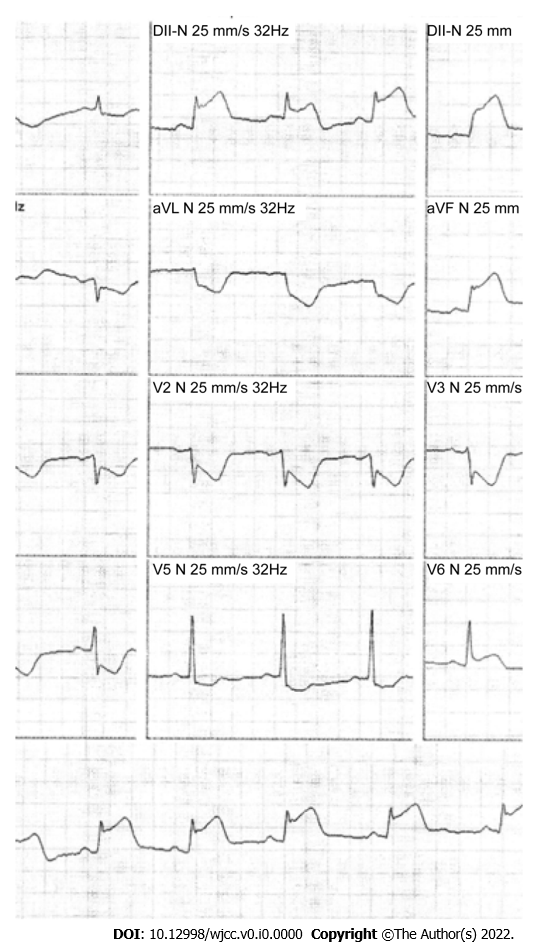 DII-N 25 mm/s 32Hz
DII-N 25 mm
Iz
aVL N 25 mm/s 32Hz
aVF N 25 mm
V2 N 25 mm/s 32Hz
V3 N 25 mm/s
V5 N 25 mm/s 32Hz
V6 N 25 mm/s
DOI: 10.12998/wjcc.v0.i0.0000 Copyright ©The Author(s) 2022.